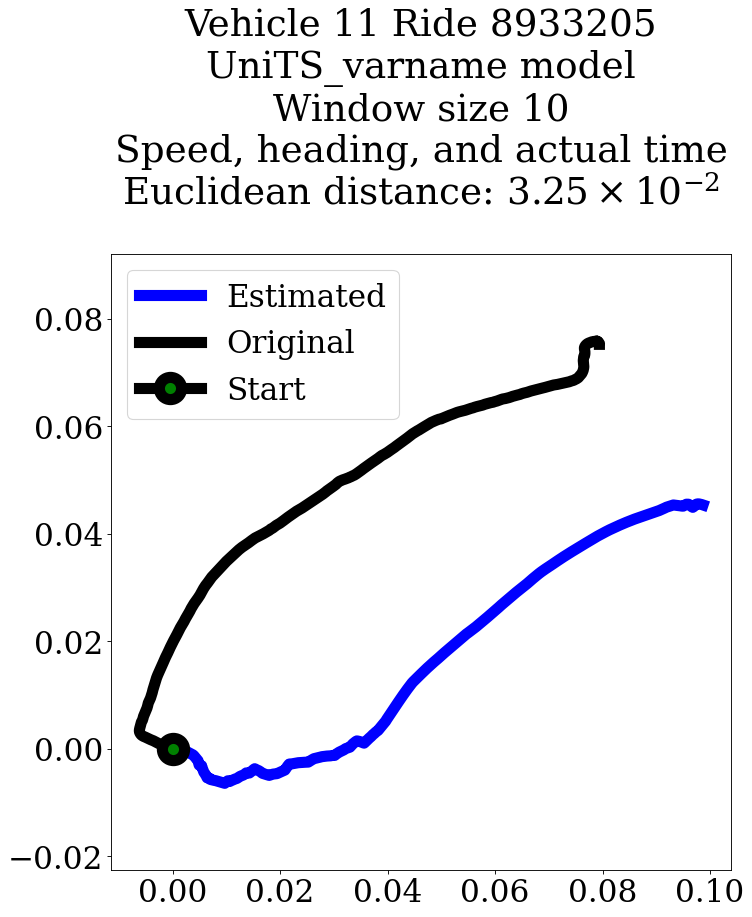 Vehicle 11 Ride 8933205
UniTS_varname model
Window size 10
Speed, heading, and actual time
Euclidean distance: 3.25 × 10⁻²
Estimated
Original
Start
0.08
0.06
0.04
0.02
0.00
−0.02
0.00 0.02 0.04 0.06 0.08 0.10